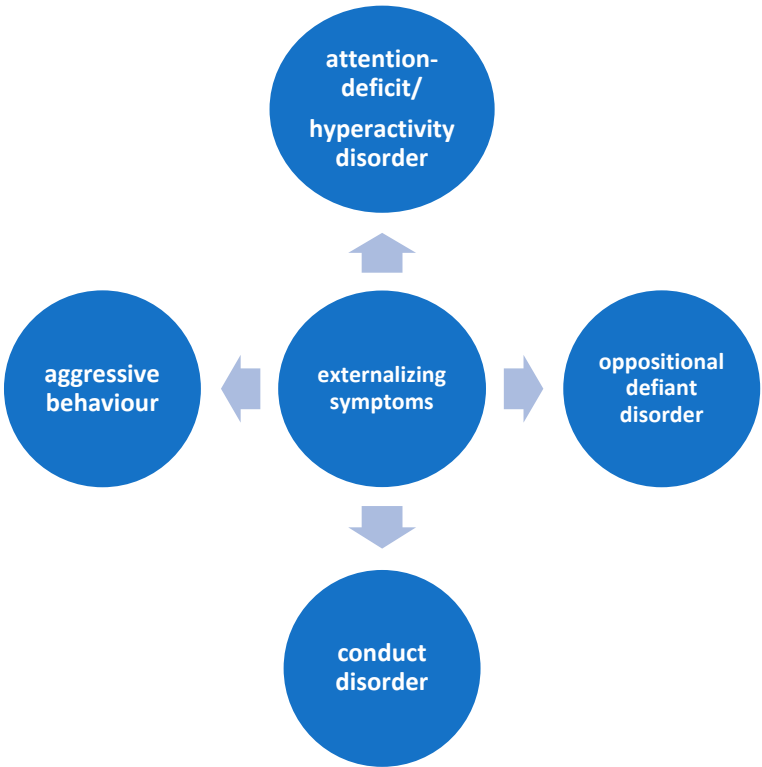 attention-
deficit/
hyperactivity
disorder
aggressive
behaviour
externalizing
symptoms
oppositional
defiant
disorder
conduct
disorder